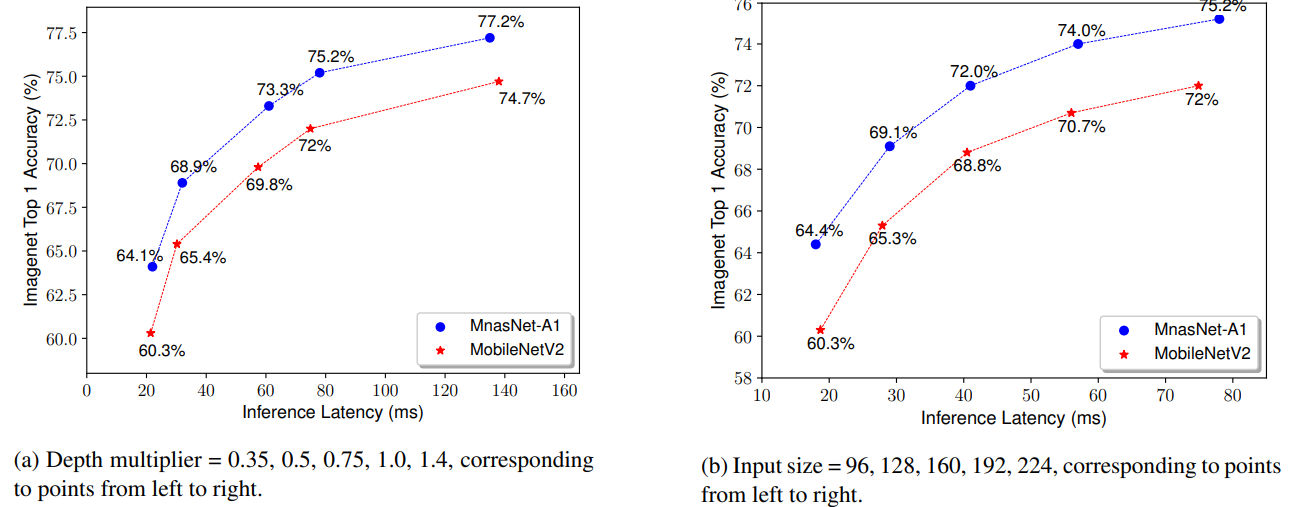 77.5
75.0
72.5
70.0
67.5
65.0
62.5
60.0
Imagenet Top 1 Accuracy (%)
64.1%
68.9%
73.3%
75.2%
77.2%
60.3%
65.4%
69.8%
72%
74.7%
MnasNet-A1
MobileNetV2
0 20 40 60 80 100 120 140 160
Inference Latency (ms)
(a) Depth multiplier = 0.35, 0.5, 0.75, 1.0, 1.4, corresponding
to points from left to right.
76
74
72
70
68
66
64
62
60
58
Imagenet Top 1 Accuracy (%)
64.4%
69.1%
72.0%
74.0%
75.2%
60.3%
65.3%
68.8%
70.7%
72%
MnasNet-A1
MobileNetV2
10 20 30 40 50 60 70 80
Inference Latency (ms)
(b) Input size = 96, 128, 160, 192, 224, corresponding to points
from left to right.